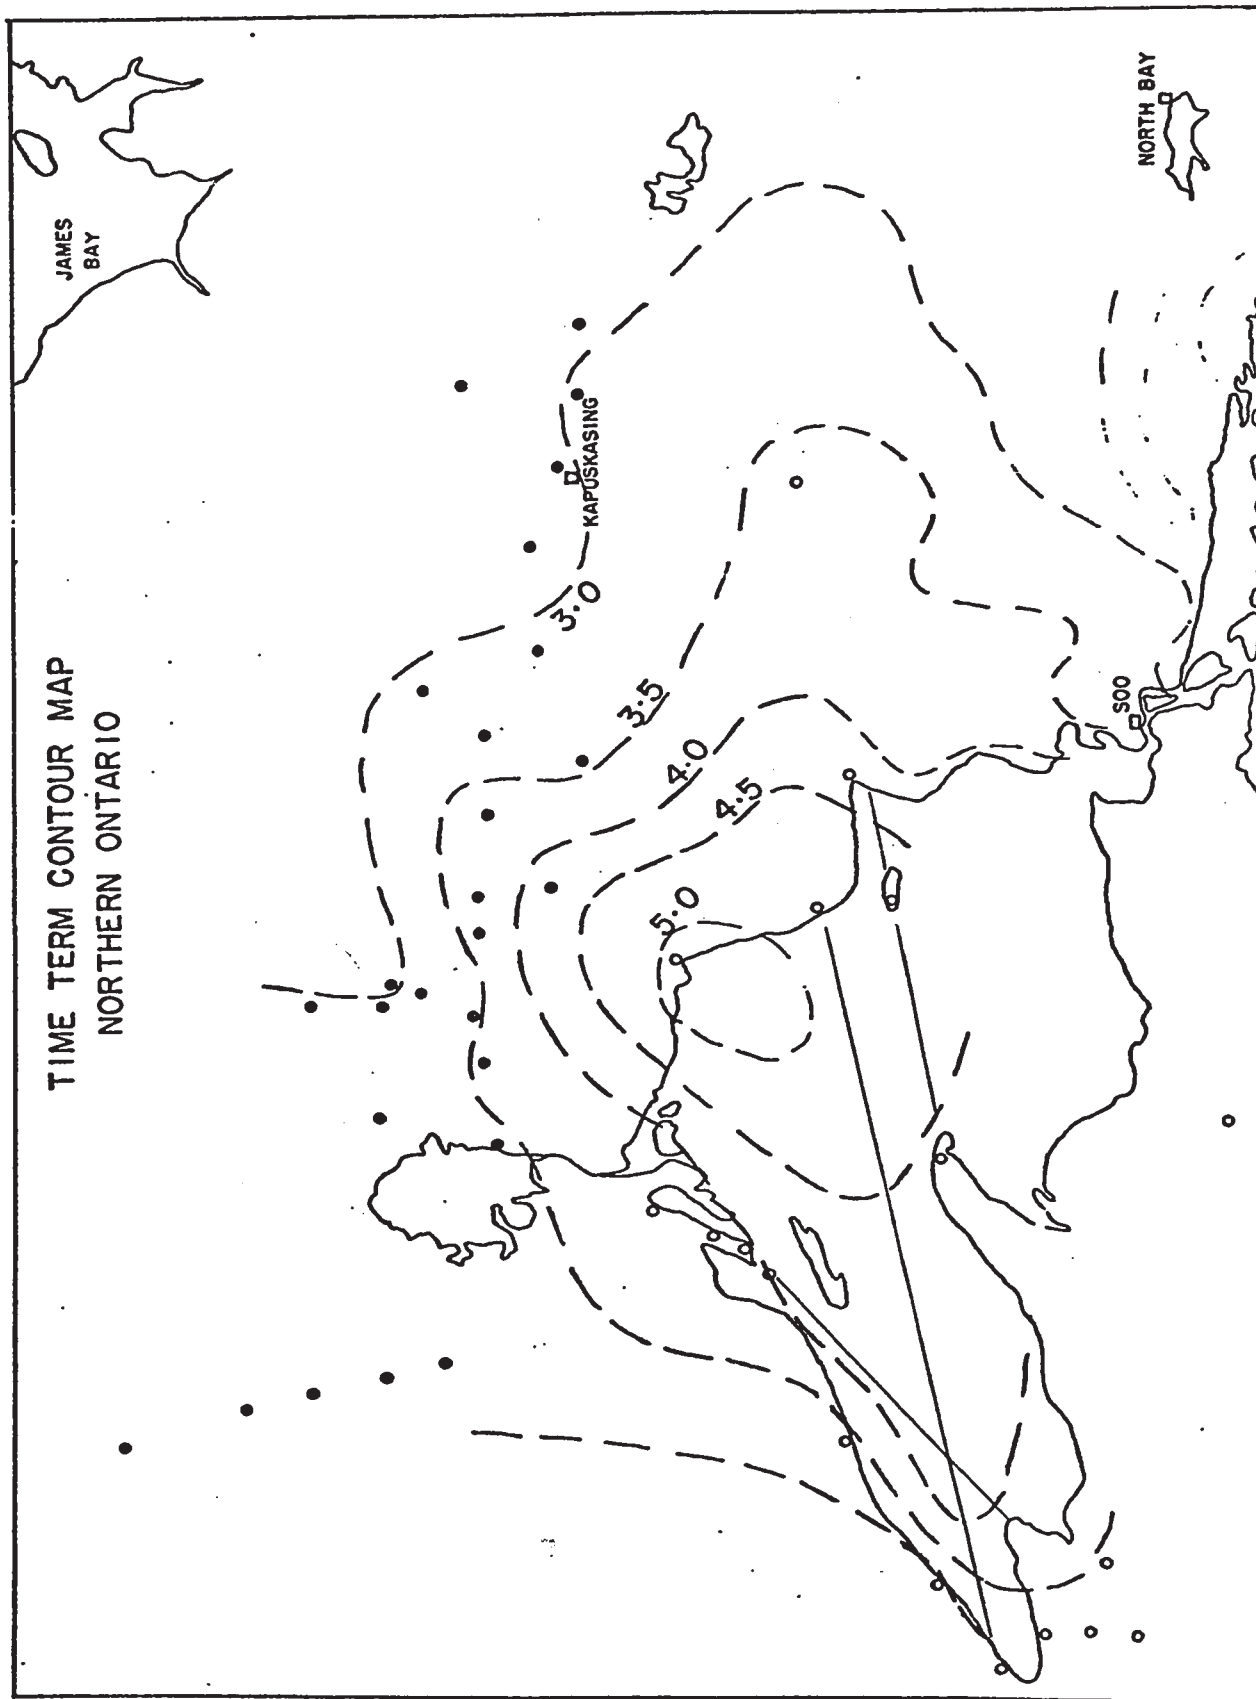 TIME TERM CONTOUR MAP
NORTHERN ONTARIO
JAMES
BAY
NORTH BAY
KAPUSKASING
3.0
3.5
4.0
4.5
5.0
SOO